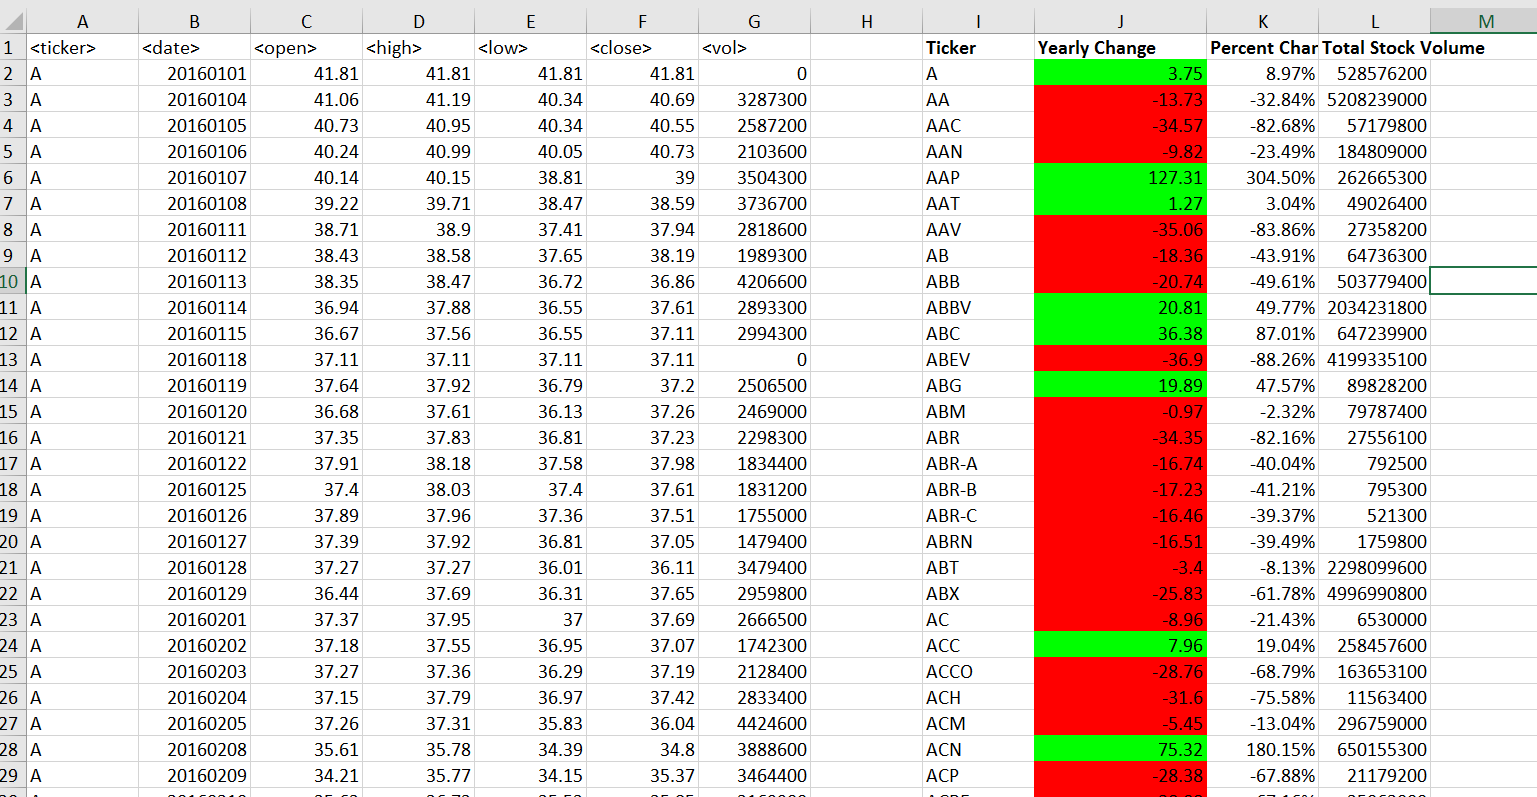 A B C D E F G H I J K L M
1 <ticker> <date> <open> <high> <low> <close> <vol> Ticker Yearly Change Percent Char Total Stock Volume
2 A 20160101 41.81 41.81 41.81 41.81 0 A 3.75 8.97% 528576200
3 A 20160104 41.06 41.19 40.34 40.69 3287300 AA -13.73 -32.84% 5208239000
4 A 20160105 40.73 40.95 40.34 40.55 2587200 AAC -34.57 -82.68% 57179800
5 A 20160106 40.24 40.99 40.05 40.73 2103600 AAN -9.82 -23.49% 184809000
6 A 20160107 40.14 40.15 38.81 39 3504300 AAP 127.31 304.50% 262665300
7 A 20160108 39.22 39.71 38.47 38.59 3736700 AAT 1.27 3.04% 49026400
8 A 20160111 38.71 38.9 37.41 37.94 2818600 AAV -35.06 -83.86% 27358200
9 A 20160112 38.43 38.58 37.65 38.19 1989300 AB -18.36 -43.91% 64736300
10 A 20160113 38.35 38.47 36.72 36.86 4206600 ABB -20.74 -49.61% 503779400
11 A 20160114 36.94 37.88 36.55 37.61 2893300 ABBV 20.81 49.77% 2034231800
12 A 20160115 36.67 37.56 36.55 37.11 2994300 ABC 36.38 87.01% 647239900
13 A 20160118 37.11 37.11 37.11 37.11 0 ABEV -36.9 -88.26% 4199335100
14 A 20160119 37.64 37.92 36.79 37.2 2506500 ABG 19.89 47.57% 89828200
15 A 20160120 36.68 37.61 36.13 37.26 2469000 ABM -0.97 -2.32% 79787400
16 A 20160121 37.35 37.83 36.81 37.23 2298300 ABR -34.35 -82.16% 27556100
17 A 20160122 37.91 38.18 37.58 37.98 1834400 ABR-A -16.74 -40.04% 792500
18 A 20160125 37.4 38.03 37.4 37.61 1831200 ABR-B -17.23 -41.21% 795300
19 A 20160126 37.89 37.96 37.36 37.51 1755000 ABR-C -16.46 -39.37% 521300
20 A 20160127 37.39 37.92 36.81 37.05 1479400 ABRN -16.51 -39.49% 1759800
21 A 20160128 37.27 37.27 36.01 36.11 3479400 ABT -3.4 -8.13% 2298099600
22 A 20160129 36.44 37.69 36.31 37.65 2959800 ABX -25.83 -61.78% 4996990800
23 A 20160201 37.37 37.95 37 37.69 2666500 AC -8.96 -21.43% 6530000
24 A 20160202 37.18 37.55 36.95 37.07 1742300 ACC 7.96 19.04% 258457600
25 A 20160203 37.27 37.36 36.29 37.19 2128400 ACCO -28.76 -68.79% 163653100
26 A 20160204 37.15 37.79 36.97 37.42 2833400 ACH -31.6 -75.58% 11563400
27 A 20160205 37.26 37.31 35.83 36.04 4424600 ACM -5.45 -13.04% 296759000
28 A 20160208 35.61 35.78 34.39 34.8 3888600 ACN 75.32 180.15% 650155300
29 A 20160209 34.21 35.77 34.15 35.37 3464400 ACP -28.38 -67.88% 21179200